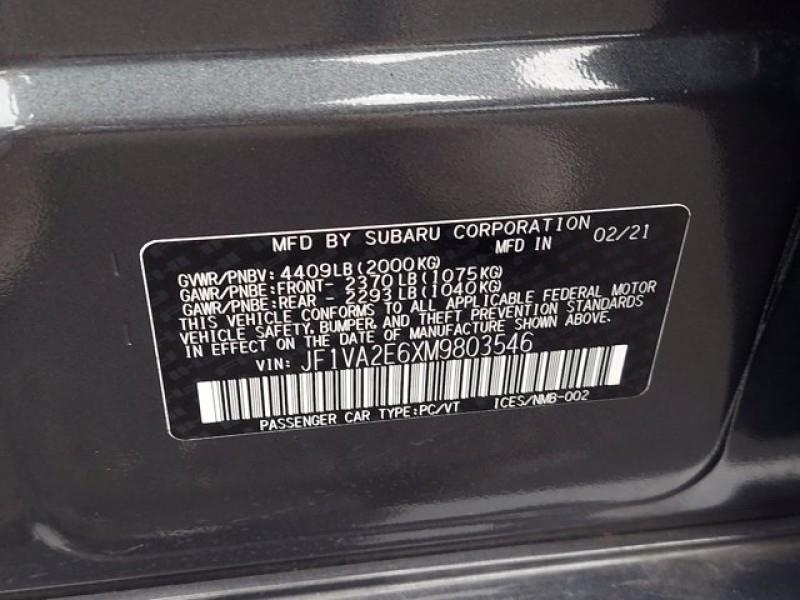 MFD BY SUBARU CORPORATION
MFD IN 02/21
GVWR/PNBV: 4409LB(2000KG)
GAWR/PNBE:FRONT- 2370LB(1075KG)
GAWR/PNBE:REAR - 2293LB(1040KG)
THIS VEHICLE CONFORMS TO ALL APPLICABLE FEDERAL MOTOR
VEHICLE SAFETY, BUMPER, AND THEFT PREVENTION STANDARDS
IN EFFECT ON THE DATE OF MANUFACTURE SHOWN ABOVE.
VIN: JF1VA2E6XM9803546
PASSENGER CAR TYPE:PC/VT ICES/NMB-002